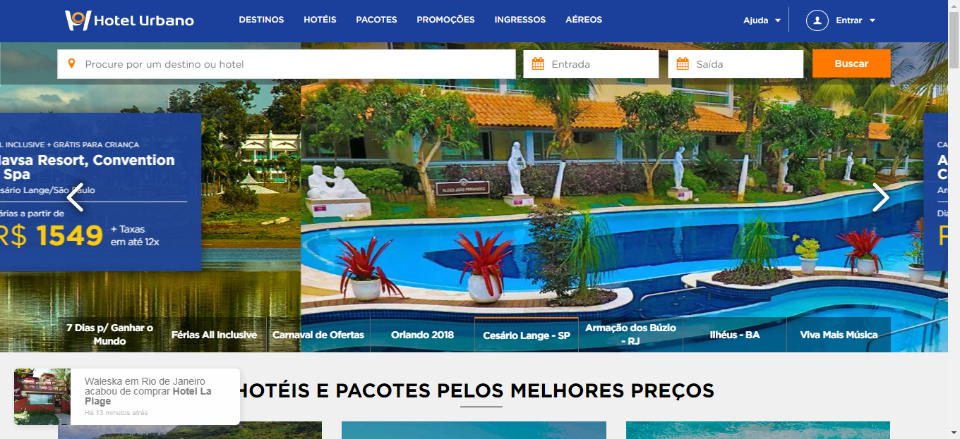 Hotel Urbano
DESTINOS HOTÉIS PACOTES PROMOÇÕES INGRESSOS AÉREOS
Ajuda Entrar
Procure por um destino ou hotel
Entrada
Saída
Buscar
L INCLUSIVE + GRÁTIS PARA CRIANÇA
avsa Resort, Convention
Spa
sário Lange/São Paulo
árias a partir de
R$ 1549
+ Taxas
em até 12x
CA
A
C
Dia
7 Dias p/ Ganhar o
Mundo
Férias All Inclusive
Carnaval de Ofertas
Orlando 2018
Cesário Lange - SP
Armação dos Búzio
- RJ
Ilhéus - BA
Viva Mais Música
HOTÉIS E PACOTES PELOS MELHORES PREÇOS
Waleska em Rio de Janeiro
acabou de comprar Hotel La
Plage
Há 13 minutos atrás